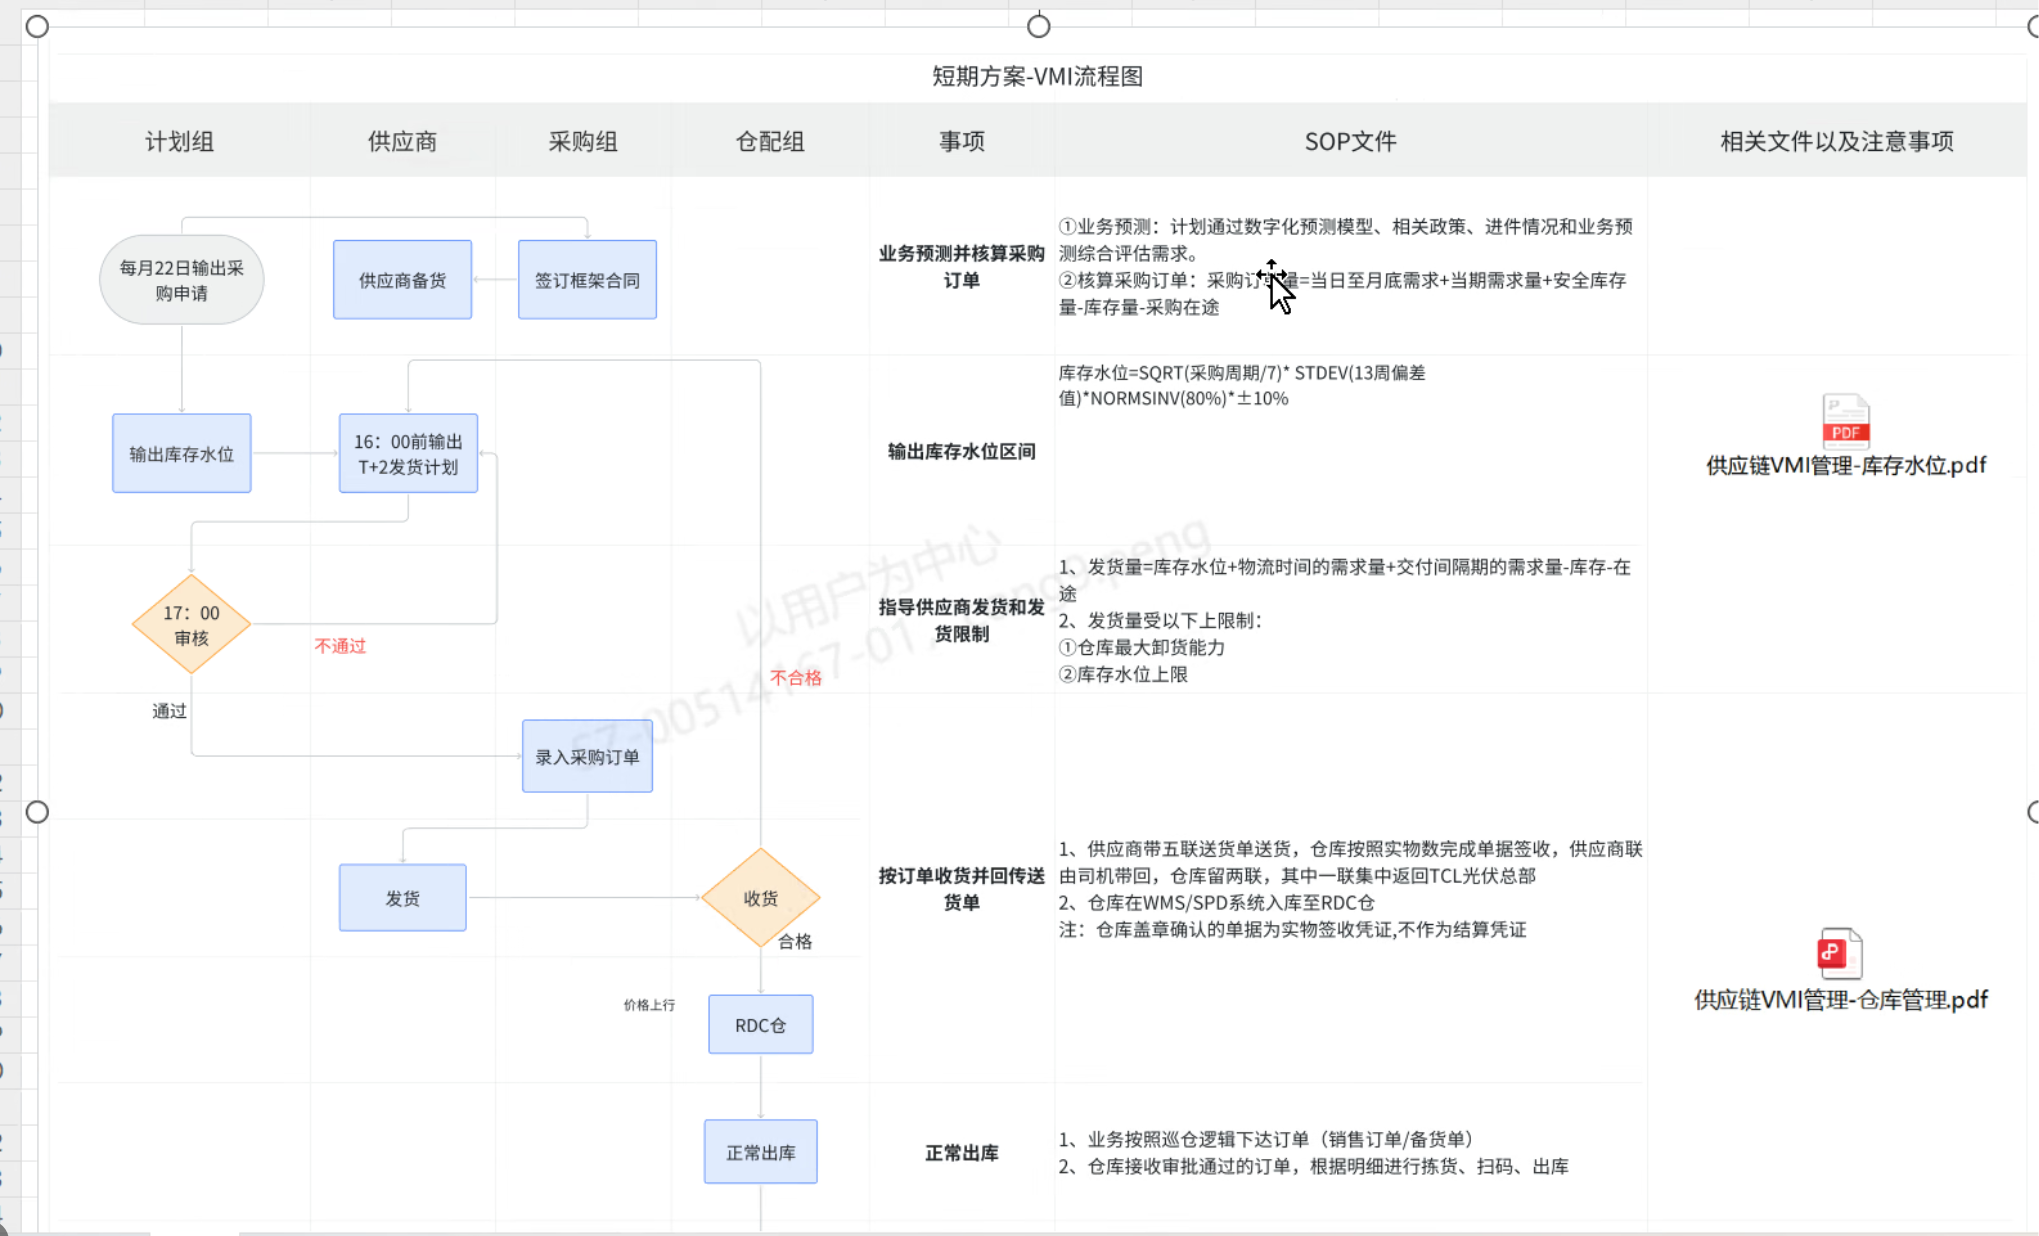 短期方案-VMI流程图
计划组
供应商
采购组
仓配组
事项
SOP文件
相关文件以及注意事项
每月22日输出采
购申请
供应商备货
签订框架合同
业务预测并核算采购
订单
①业务预测：计划通过数字化预测模型、相关政策、进件情况和业务预
测综合评估需求。
②核算采购订单：采购订 量=当日至月底需求+当期需求量+安全库存
量-库存量-采购在途
输出库存水位
16：00前输出
T+2发货计划
输出库存水位区间
库存水位=SQRT(采购周期/7)* STDEV(13周偏差
值)*NORMSINV(80%)*±10%
PDF
供应链VMI管理-库存水位.pdf
17：00
审核
不通过
不合格
通过
指导供应商发货和发
货限制
1、发货量=库存水位+物流时间的需求量+交付间隔期的需求量-库存-在
途
2、发货量受以下上限制：
①仓库最大卸货能力
②库存水位上限
以用户为中心
录入采购订单
发货
收货
合格
按订单收货并回传送
货单
1、供应商带五联送货单送货，仓库按照实物数完成单据签收，供应商联
由司机带回，仓库留两联，其中一联集中返回TCL光伏总部
2、仓库在WMS/SPD系统入库至RDC仓
注：仓库盖章确认的单据为实物签收凭证,不作为结算凭证
供应链VMI管理-仓库管理.pdf
价格上行
RDC仓
正常出库
正常出库
1、业务按照巡仓逻辑下达订单（销售订单/备货单）
2、仓库接收审批通过的订单，根据明细进行拣货、扫码、出库